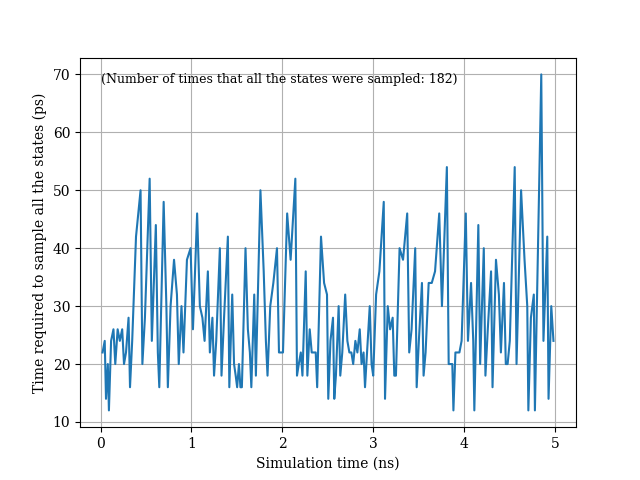 (Number of times that all the states were sampled: 182)
Time required to sample all the states (ps)
70
60
50
40
30
20
10
0 1 2 3 4 5
Simulation time (ns)